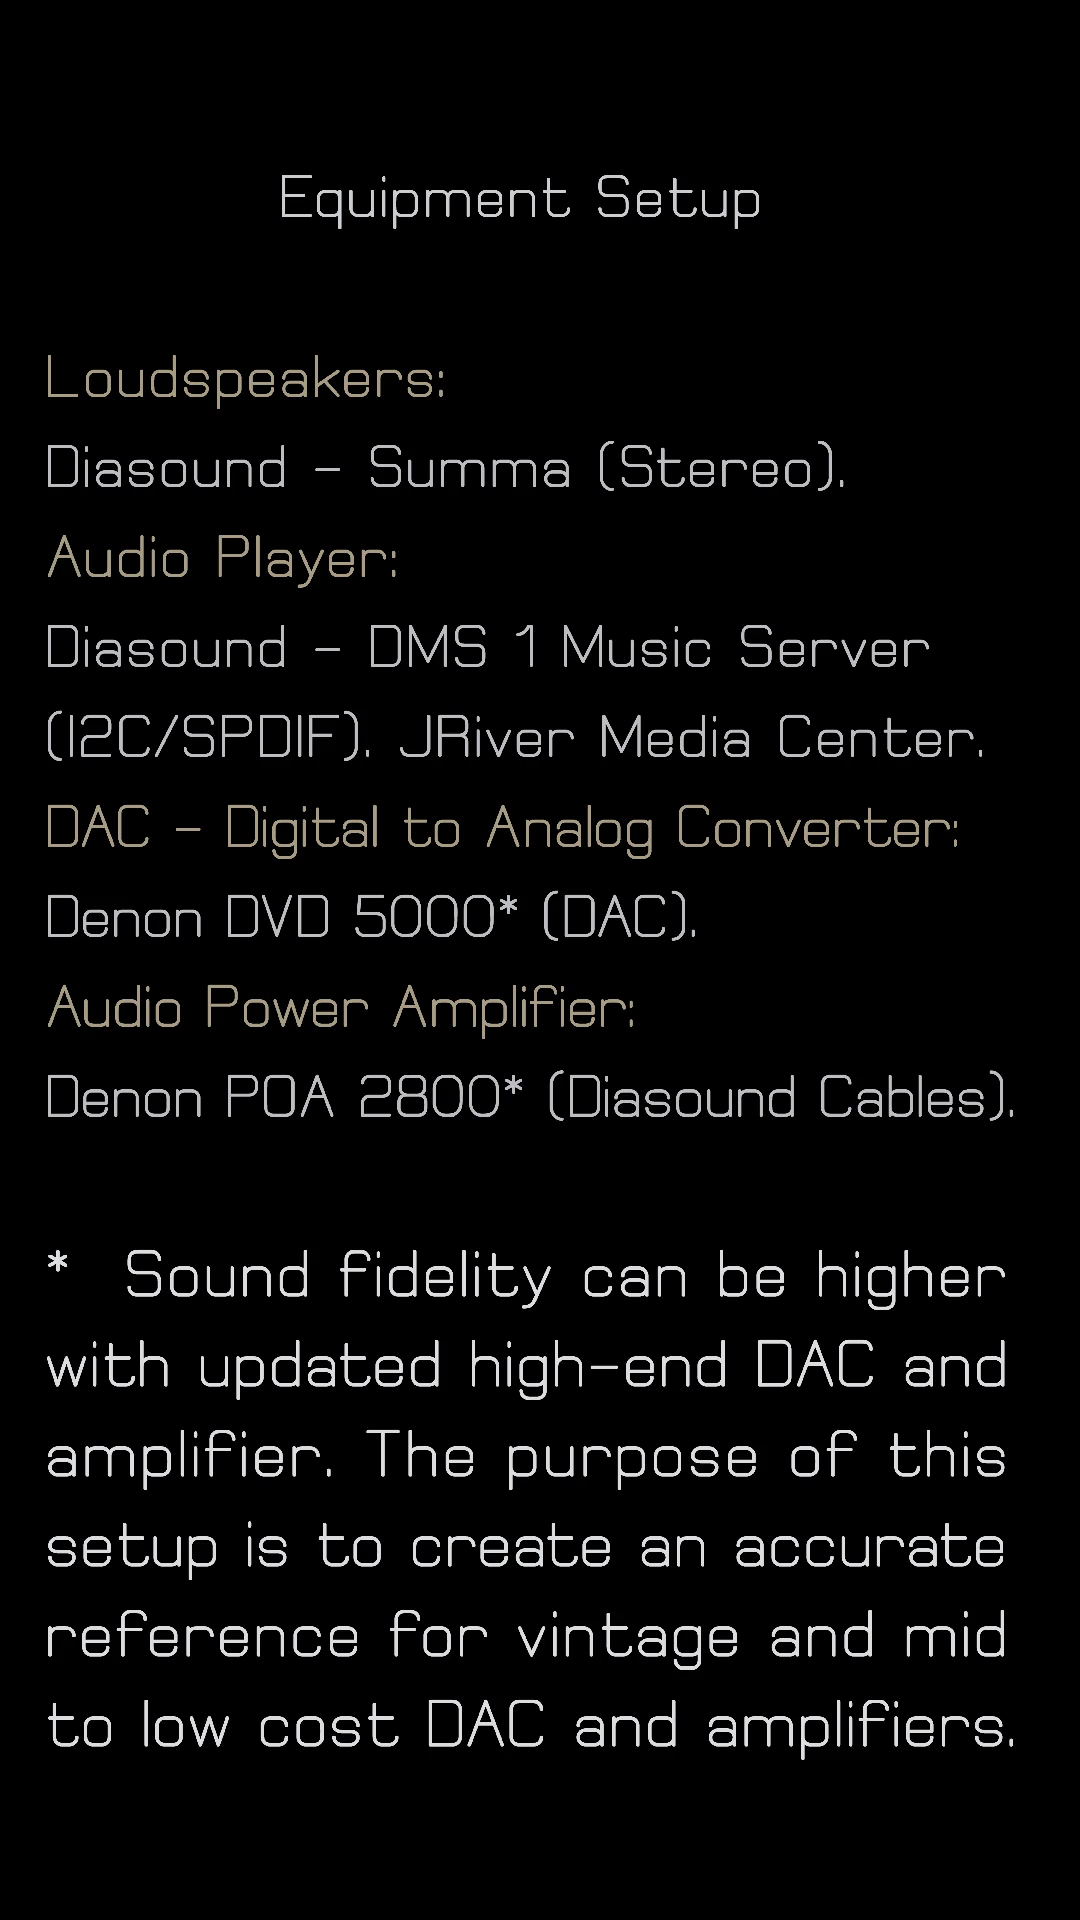 Equipment Setup
Loudspeakers:
Diasound - Summa (Stereo).
Audio Player:
Diasound - DMS 1 Music Server
(I2C/SPDIF). JRiver Media Center.
DAC - Digital to Analog Converter:
Denon DVD 5000* (DAC).
Audio Power Amplifier:
Denon POA 2800* (Diasound Cables).
* Sound fidelity can be higher
with updated high-end DAC and
amplifier. The purpose of this
setup is to create an accurate
reference for vintage and mid
to low cost DAC and amplifiers.